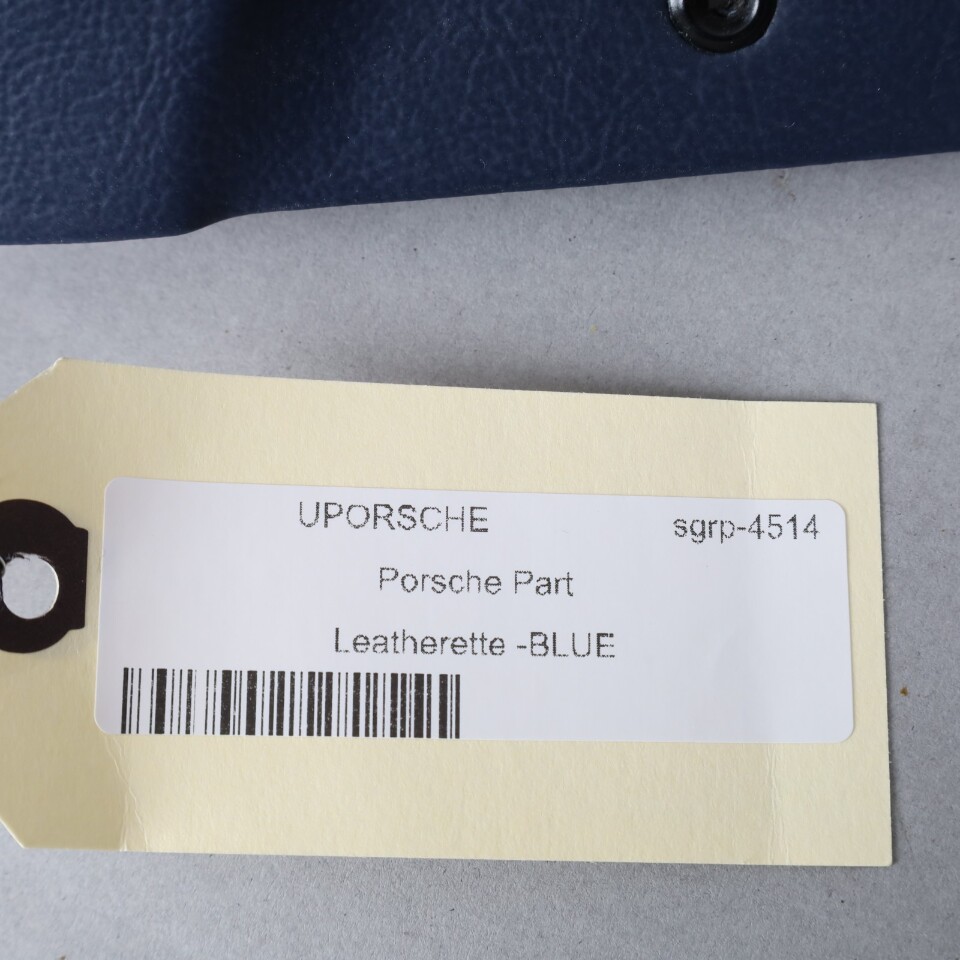 UPORSCHE sgrp-4514
Porsche Part
Leatherette -BLUE